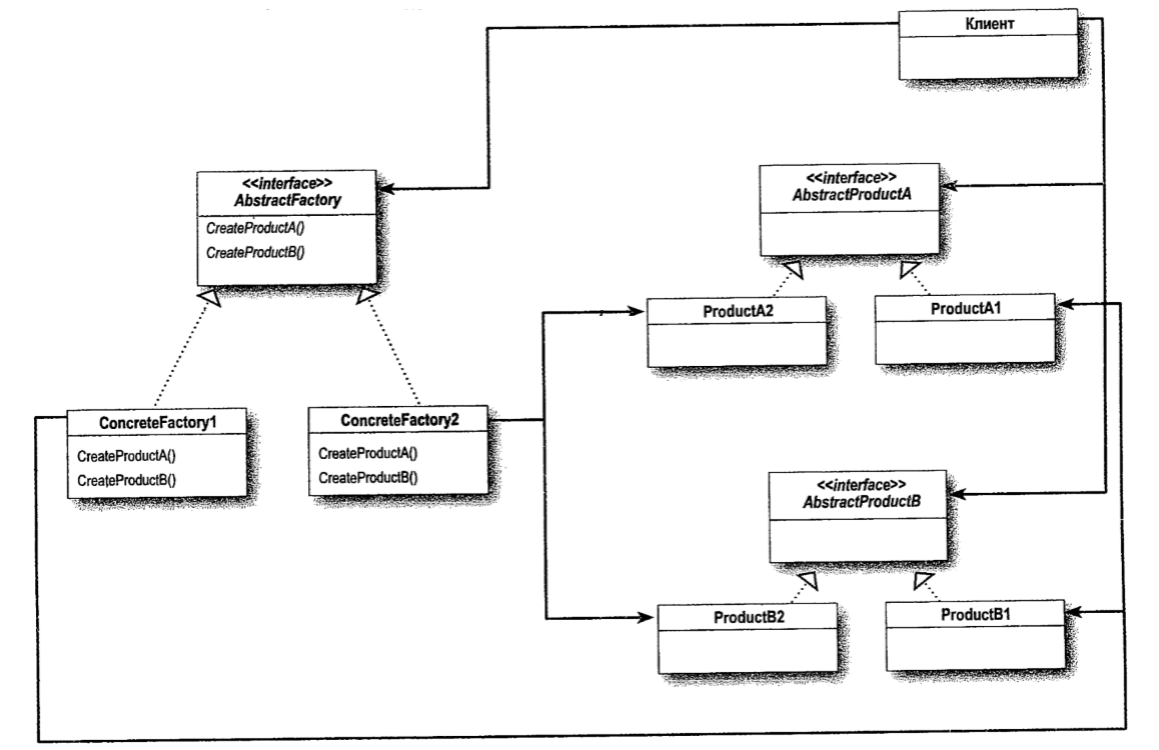 Клиент
<<interface>>
AbstractFactory
CreateProductA()
CreateProductB()
<<interface>>
AbstractProductA
ProductA2
ProductA1
ConcreteFactory1
CreateProductA()
CreateProductB()
ConcreteFactory2
CreateProductA()
CreateProductB()
<<interface>>
AbstractProductB
ProductB2
ProductB1